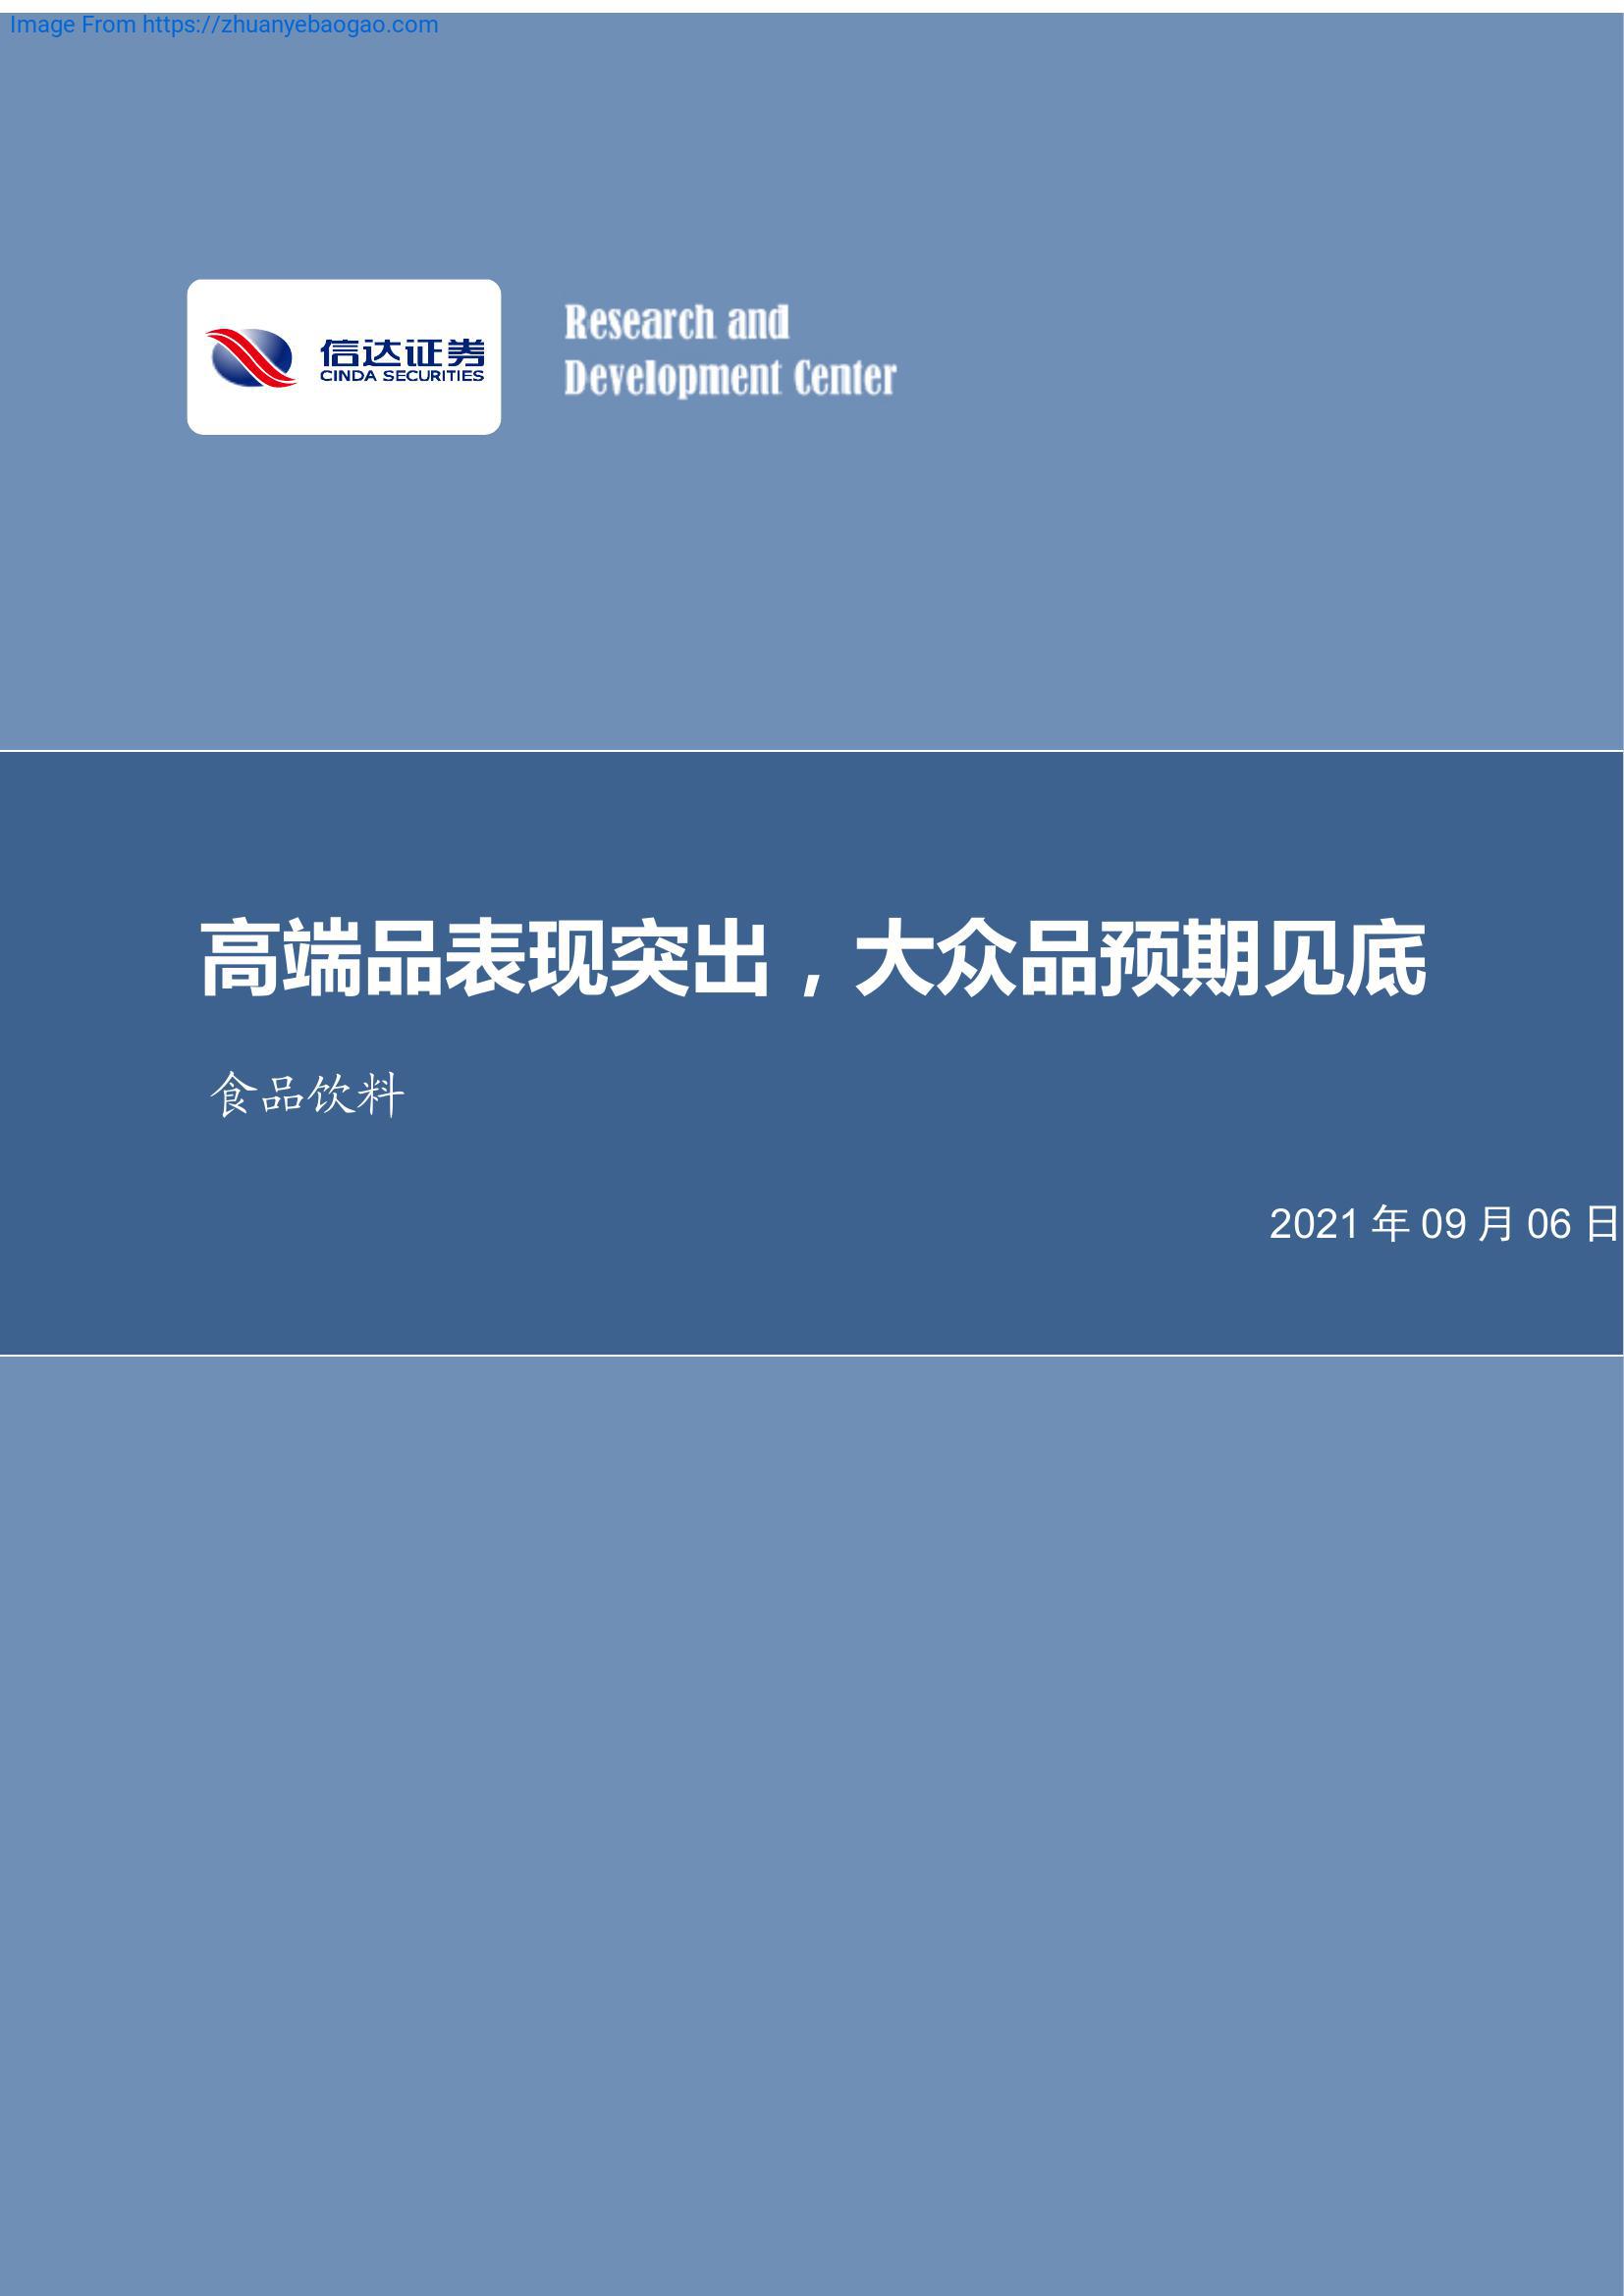 Image From https://zhuanyebaogao.com
信达证券
CINDA SECURITIES
Research and
Development Center
高端品表现突出，大众品预期见底
食品饮料
2021 年 09 月 06 日